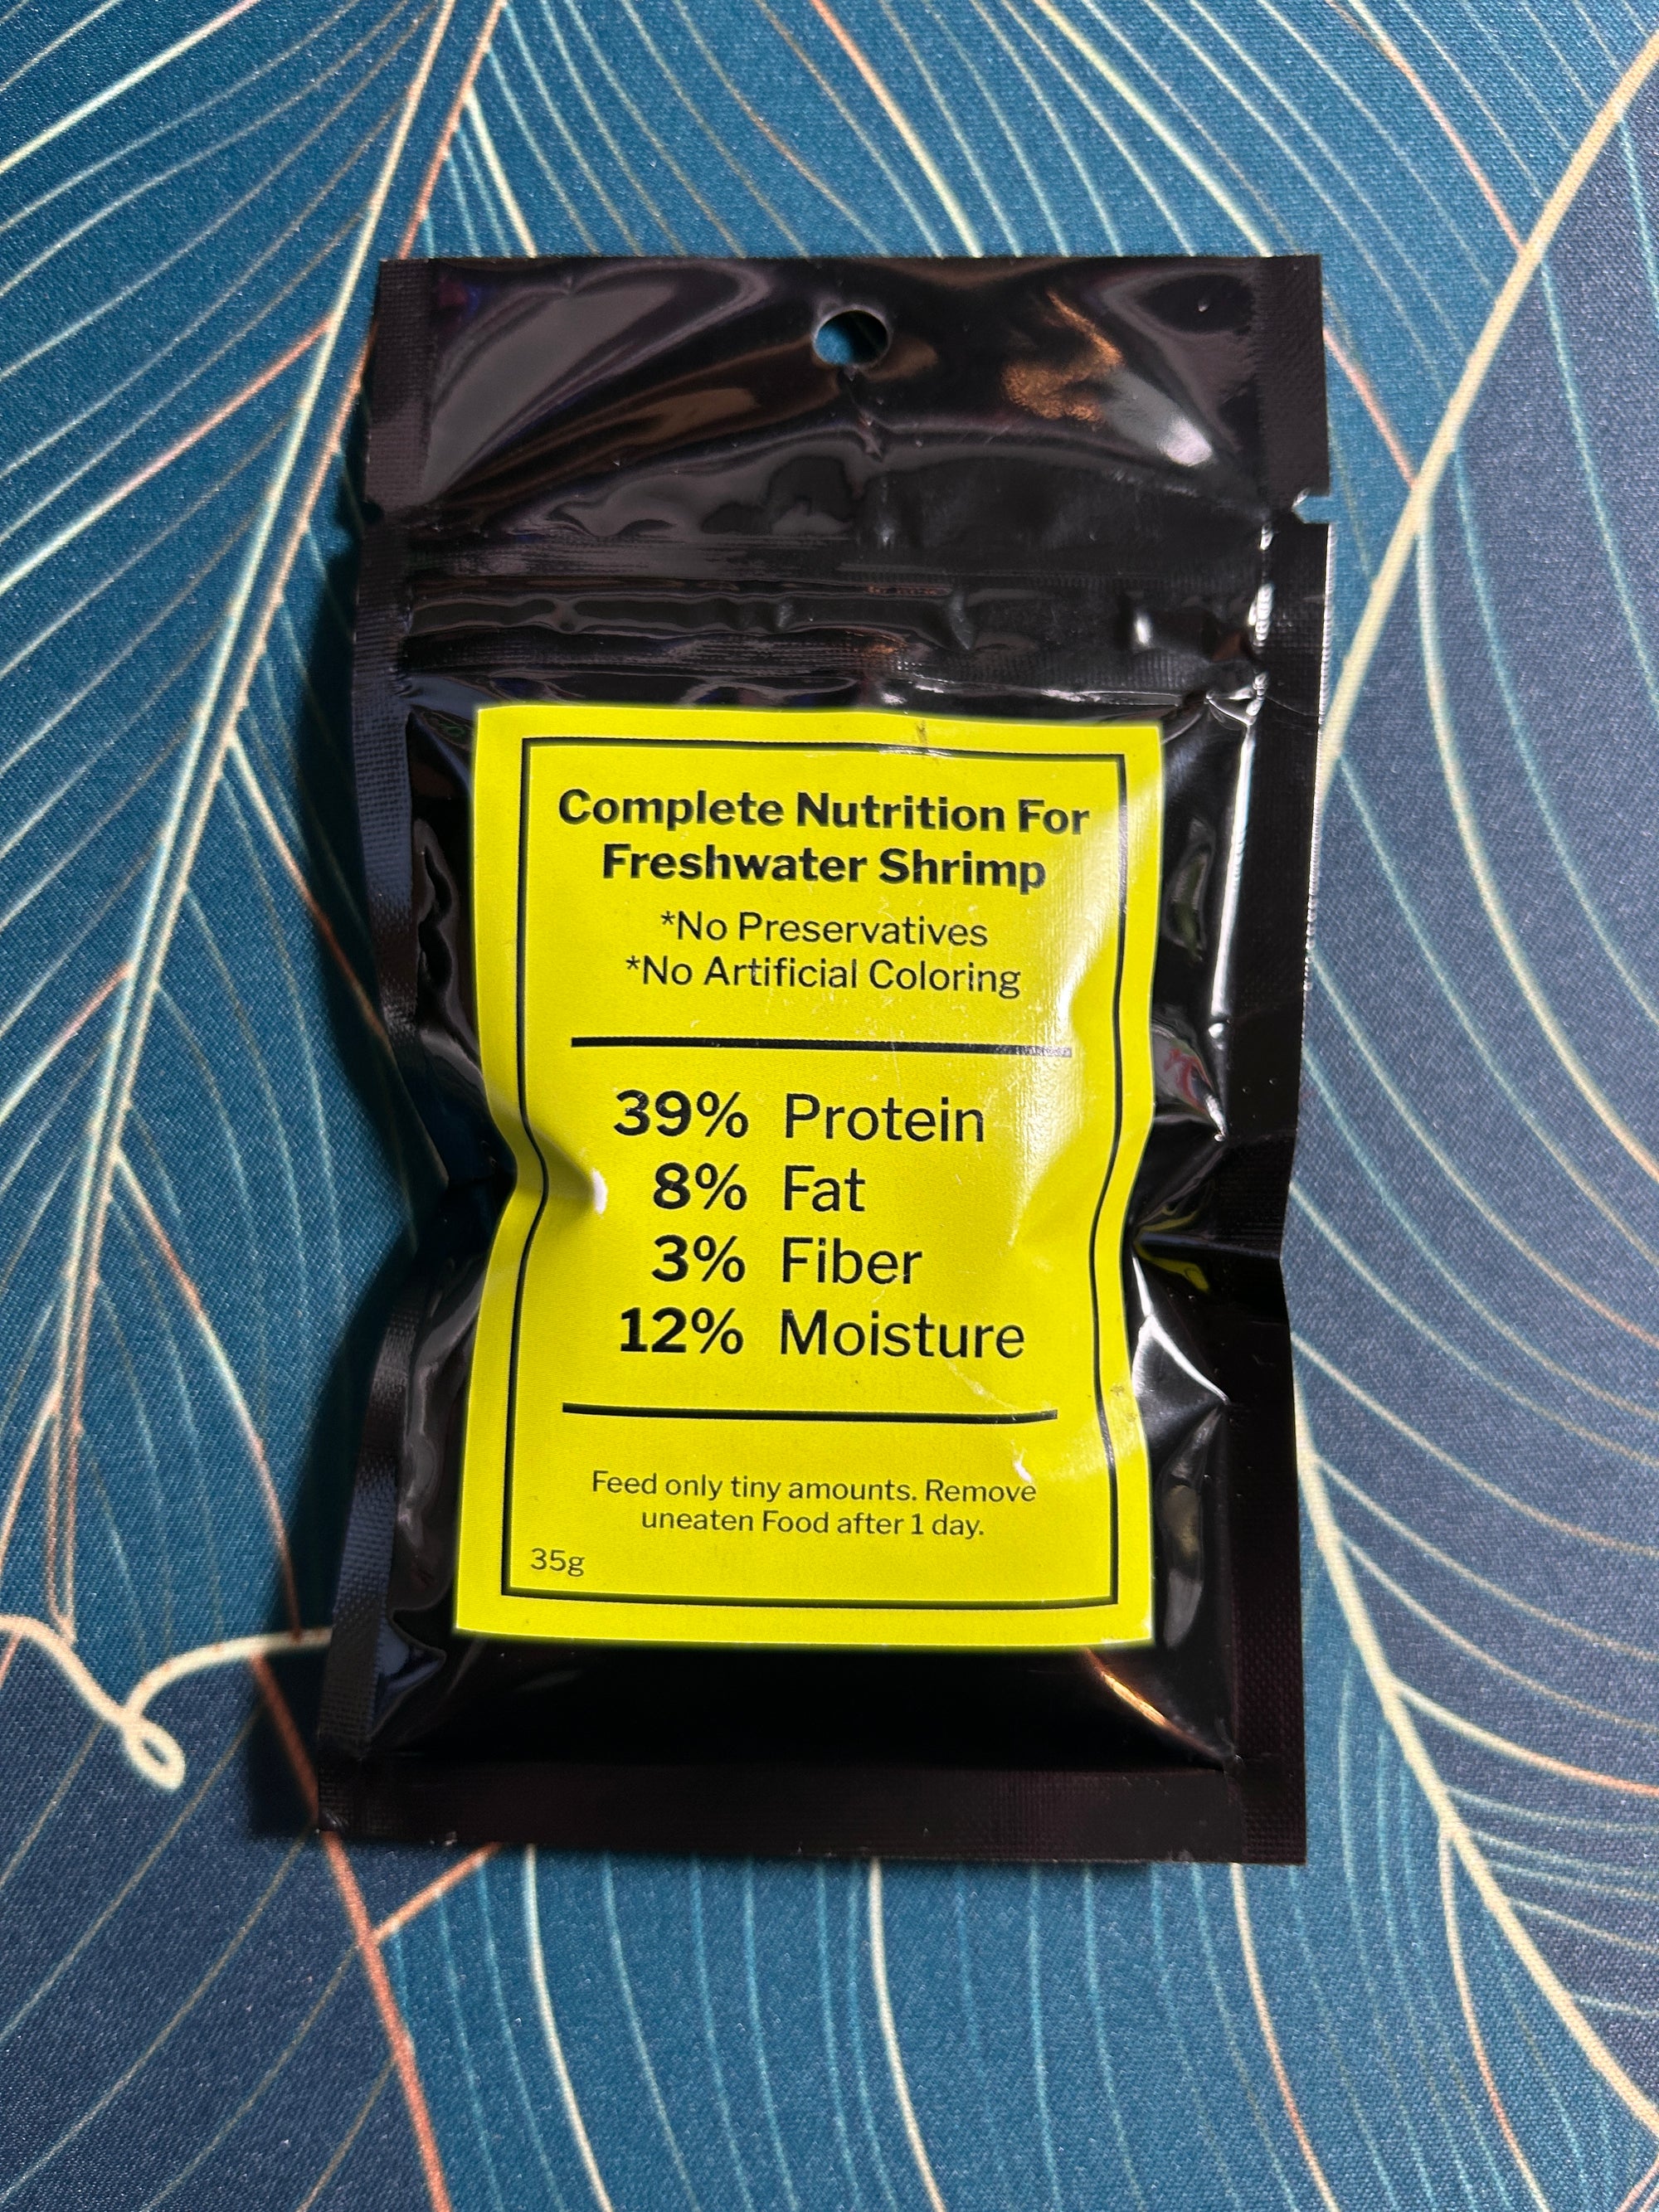 Complete Nutrition For
Freshwater Shrimp
*No Preservatives
*No Artificial Coloring
39% Protein
8% Fat
3% Fiber
12% Moisture
Feed only tiny amounts. Remove
uneaten Food after 1 day.
35g